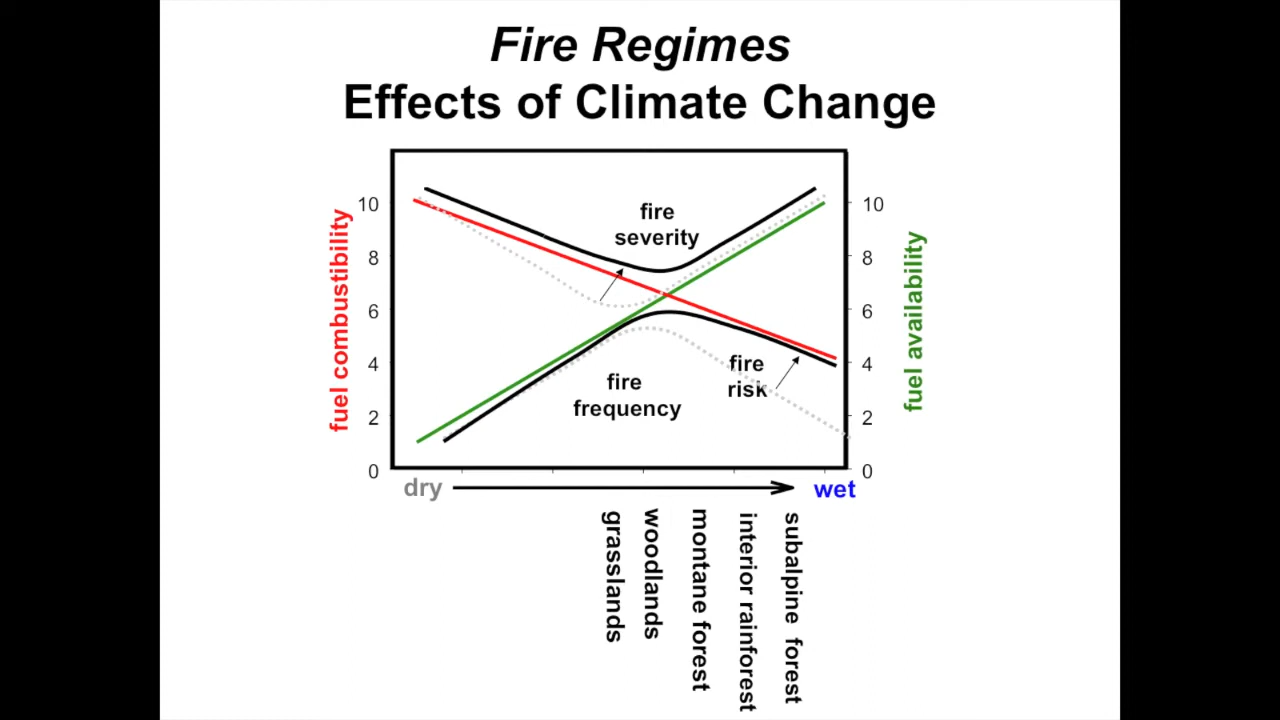 Fire Regimes
Effects of Climate Change
fuel combustibility
10
8
6
4
2
0
fire
severity
fire
frequency
fire
risk
10
8
6
4
2
0
fuel availability
dry
wet
grasslands
woodlands
montane forest
interior rainforest
subalpine forest